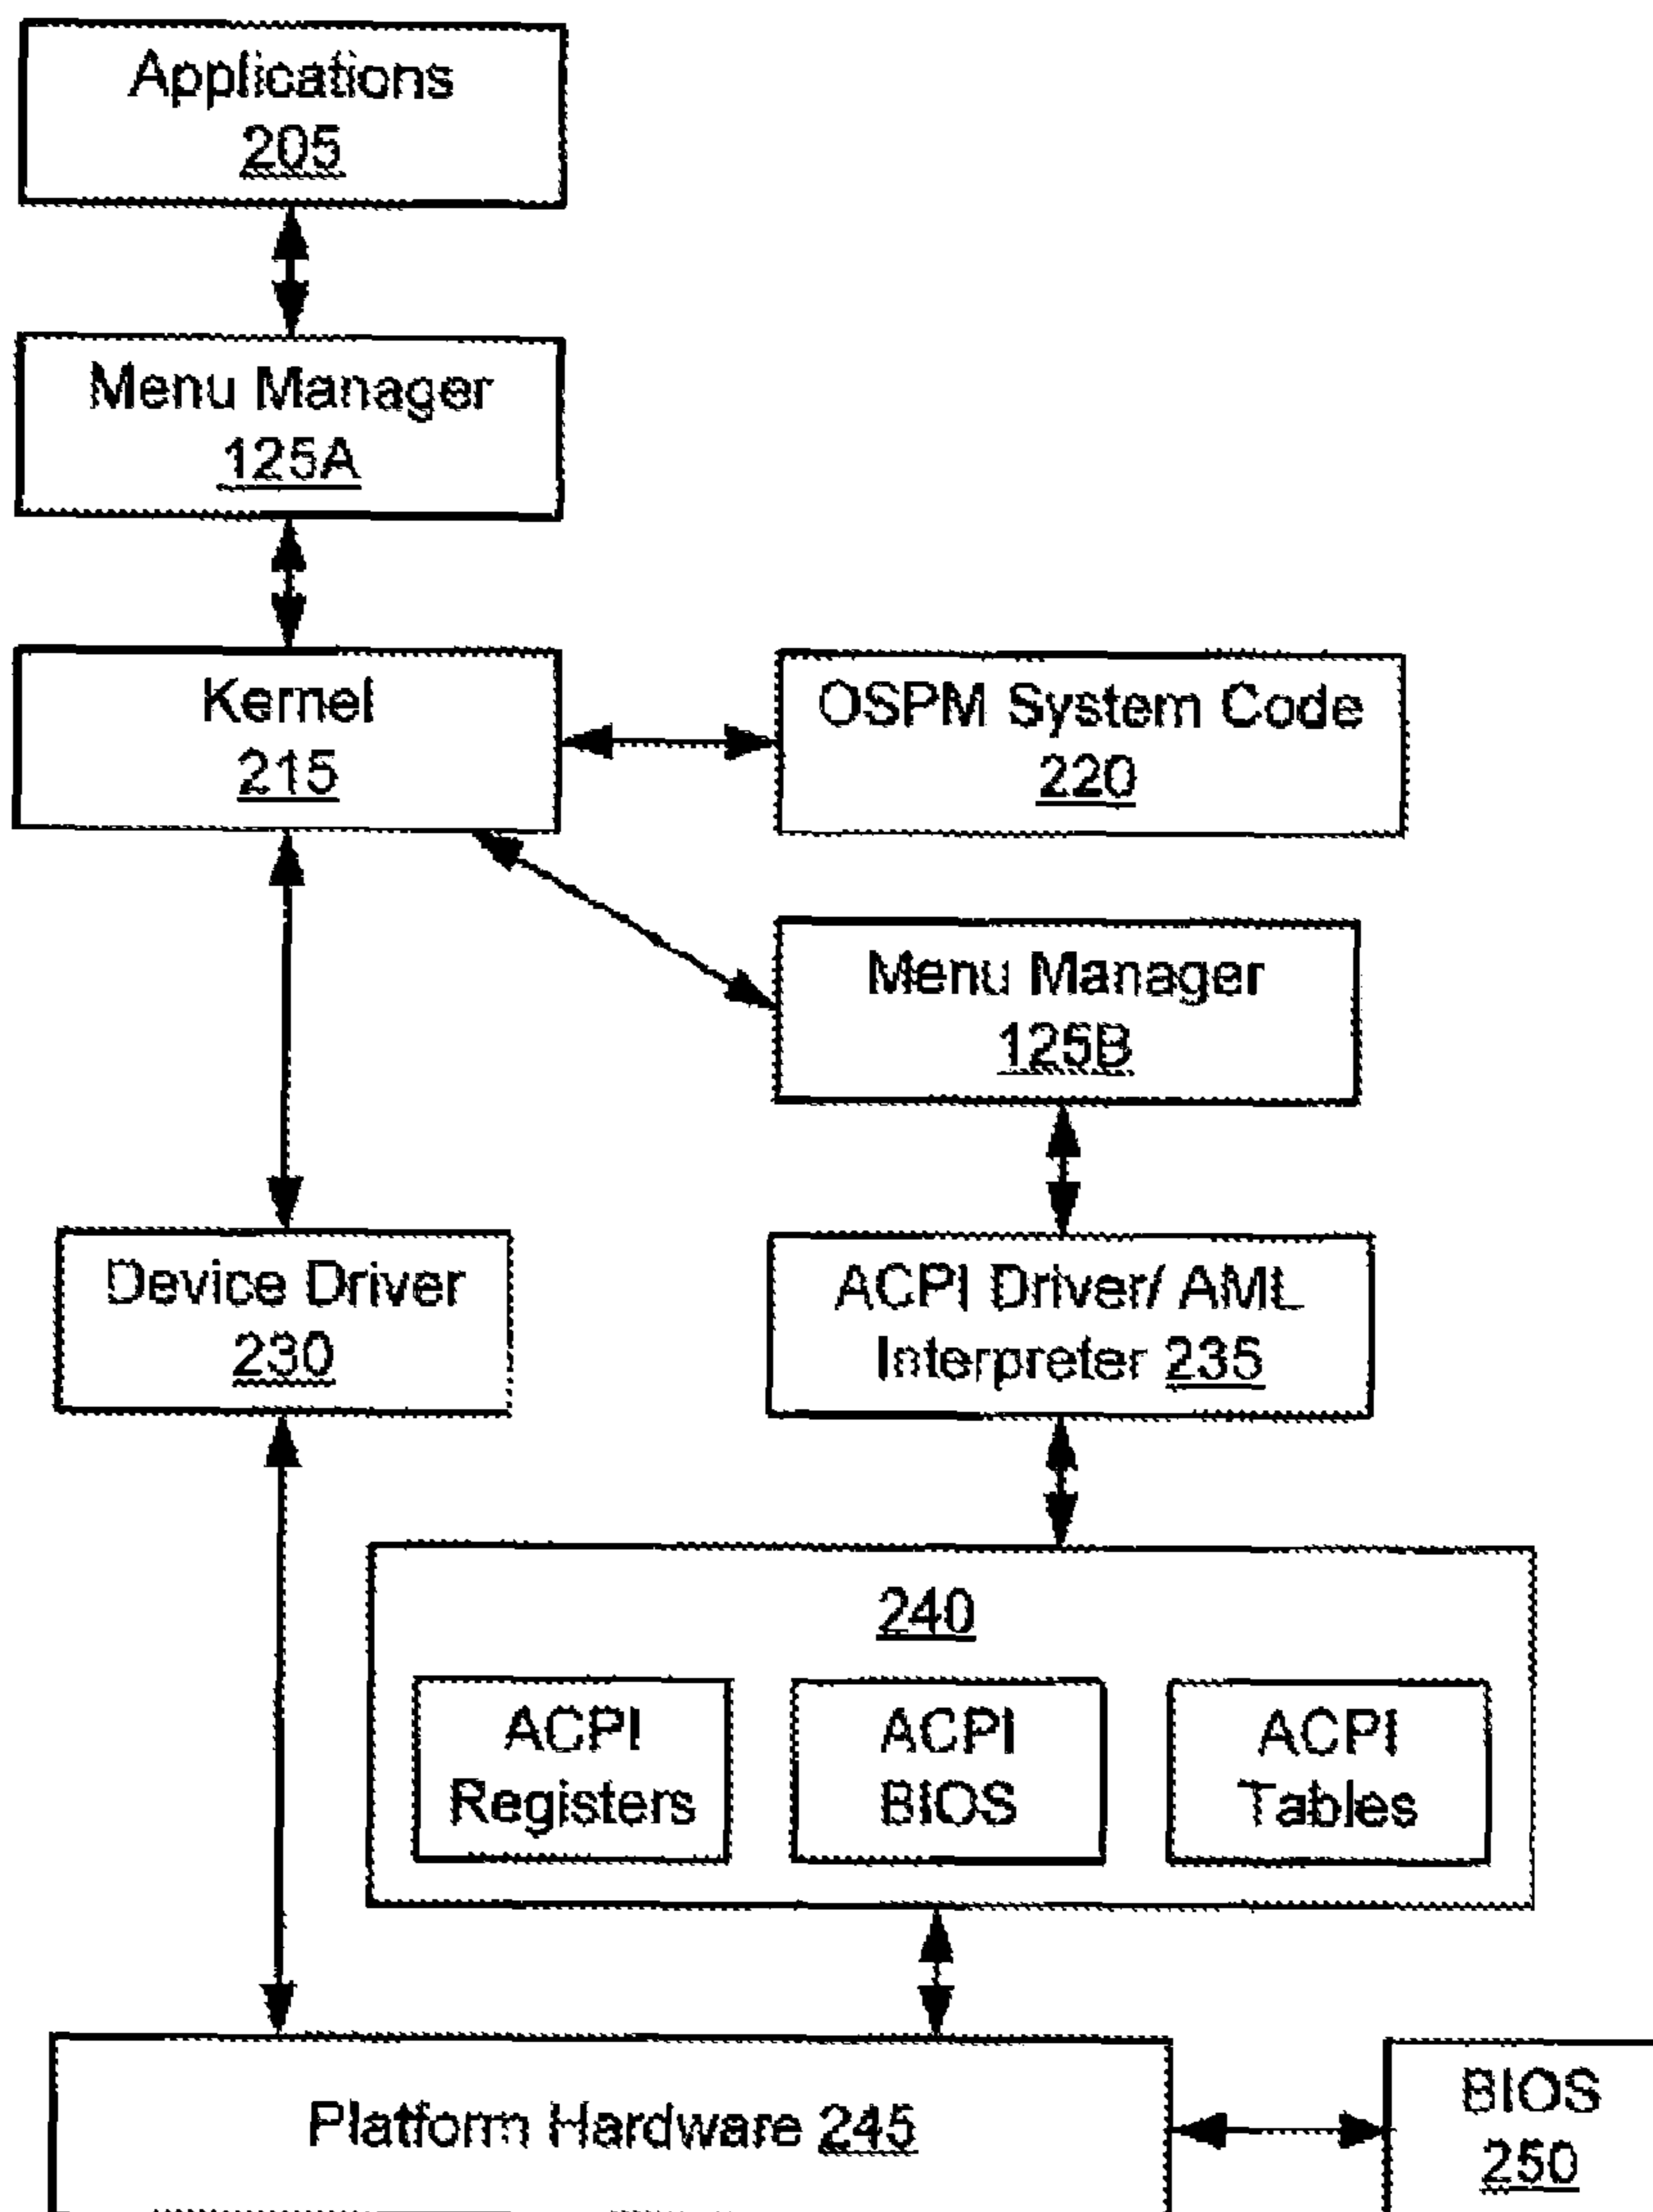 Applications
205
Menu Manager
125A
Kernel
215
OSPM System Code
220
Menu Manager
125B
Device Driver
230
ACPI Driver/ AML
Interpreter 235
240
ACPI
Registers
ACPI
BIOS
ACPI
Tables
Platform Hardware 245
BIOS
250